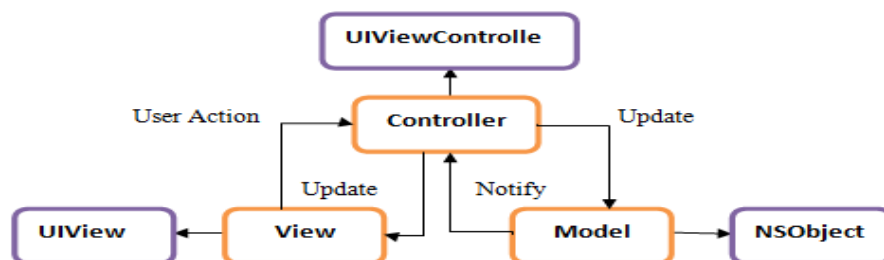 UIViewControlle
User Action
Controller
Update
Update
Notify
UIView
View
Model
NSObject